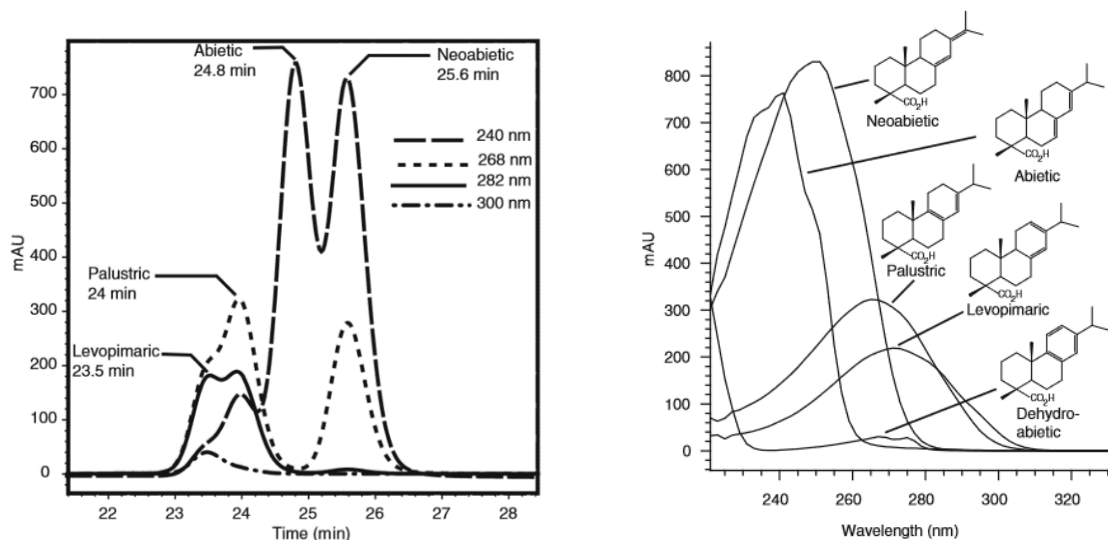 Abietic
24.8 min
Neoabietic
25.6 min
240 nm
268 nm
282 nm
300 nm
Palustric
24 min
Levopimaric
23.5 min
700
600
500
400
300
200
100
0
mAU
22
23
24
25
26
27
28
Time (min)
800
700
600
500
400
300
200
100
0
mAU
CO₂H
Neoabietic
CO₂H
Abietic
CO₂H
Palustric
CO₂H
Levopimaric
CO₂H
Dehydro-
abietic
240
260
280
300
320
Wavelength (nm)